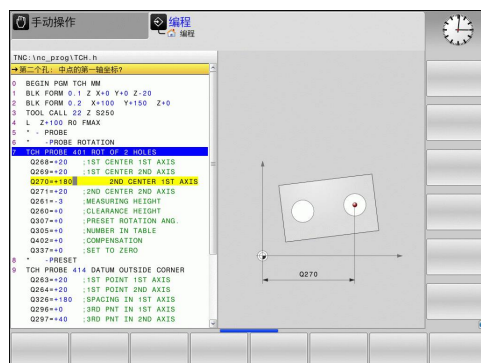 手动操作
编程
编程
TNC:\nc_prog\TCH.h
→第二个孔: 中点的第一轴坐标?
0 BEGIN PGM TCH MM
1 BLK FORM 0.1 Z X+0 Y+0 Z-20
2 BLK FORM 0.2 X+100 Y+150 Z+0
3 TOOL CALL 22 Z S250
4 L Z+100 R0 FMAX
5 * - PROBE
6 * -PROBE ROTATION
7 TCH PROBE 401 ROT OF 2 HOLES
Q268=+20 ;1ST CENTER 1ST AXIS
Q269=+20 ;1ST CENTER 2ND AXIS
Q270=+180 2ND CENTER 1ST AXIS
Q271=+20 ;2ND CENTER 2ND AXIS
Q261=-3 ;MEASURING HEIGHT
Q260=+0 ;CLEARANCE HEIGHT
Q307=+0 ;PRESET ROTATION ANG.
Q305=+0 ;NUMBER IN TABLE
Q402=+0 ;COMPENSATION
Q337=+0 ;SET TO ZERO
8 * -PRESET
9 TCH PROBE 414 DATUM OUTSIDE CORNER
Q263=+20 ;1ST POINT 1ST AXIS
Q264=+20 ;1ST POINT 2ND AXIS
Q326=+180 ;SPACING IN 1ST AXIS
Q296=+0 ;3RD PNT IN 1ST AXIS
Q297=+40 ;3RD PNT IN 2ND AXIS
Q270